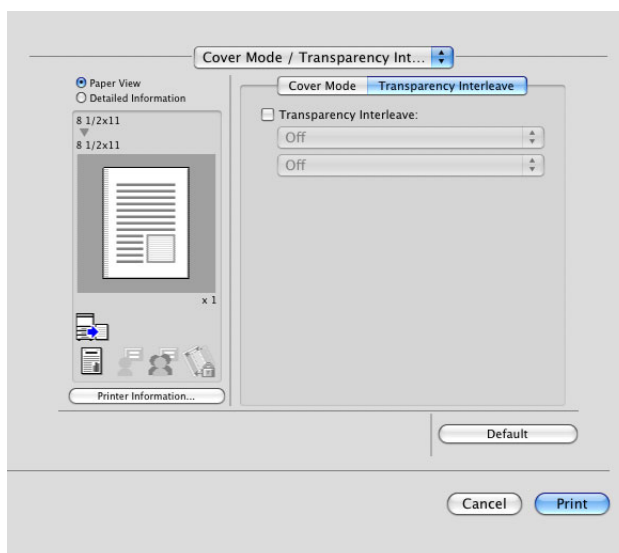 Cover Mode / Transparency Int...
Paper View
Detailed Information
8 1/2x11
8 1/2x11
x 1
Printer Information...
Cover Mode Transparency Interleave
Transparency Interleave:
Off
Off
Default
Cancel Print